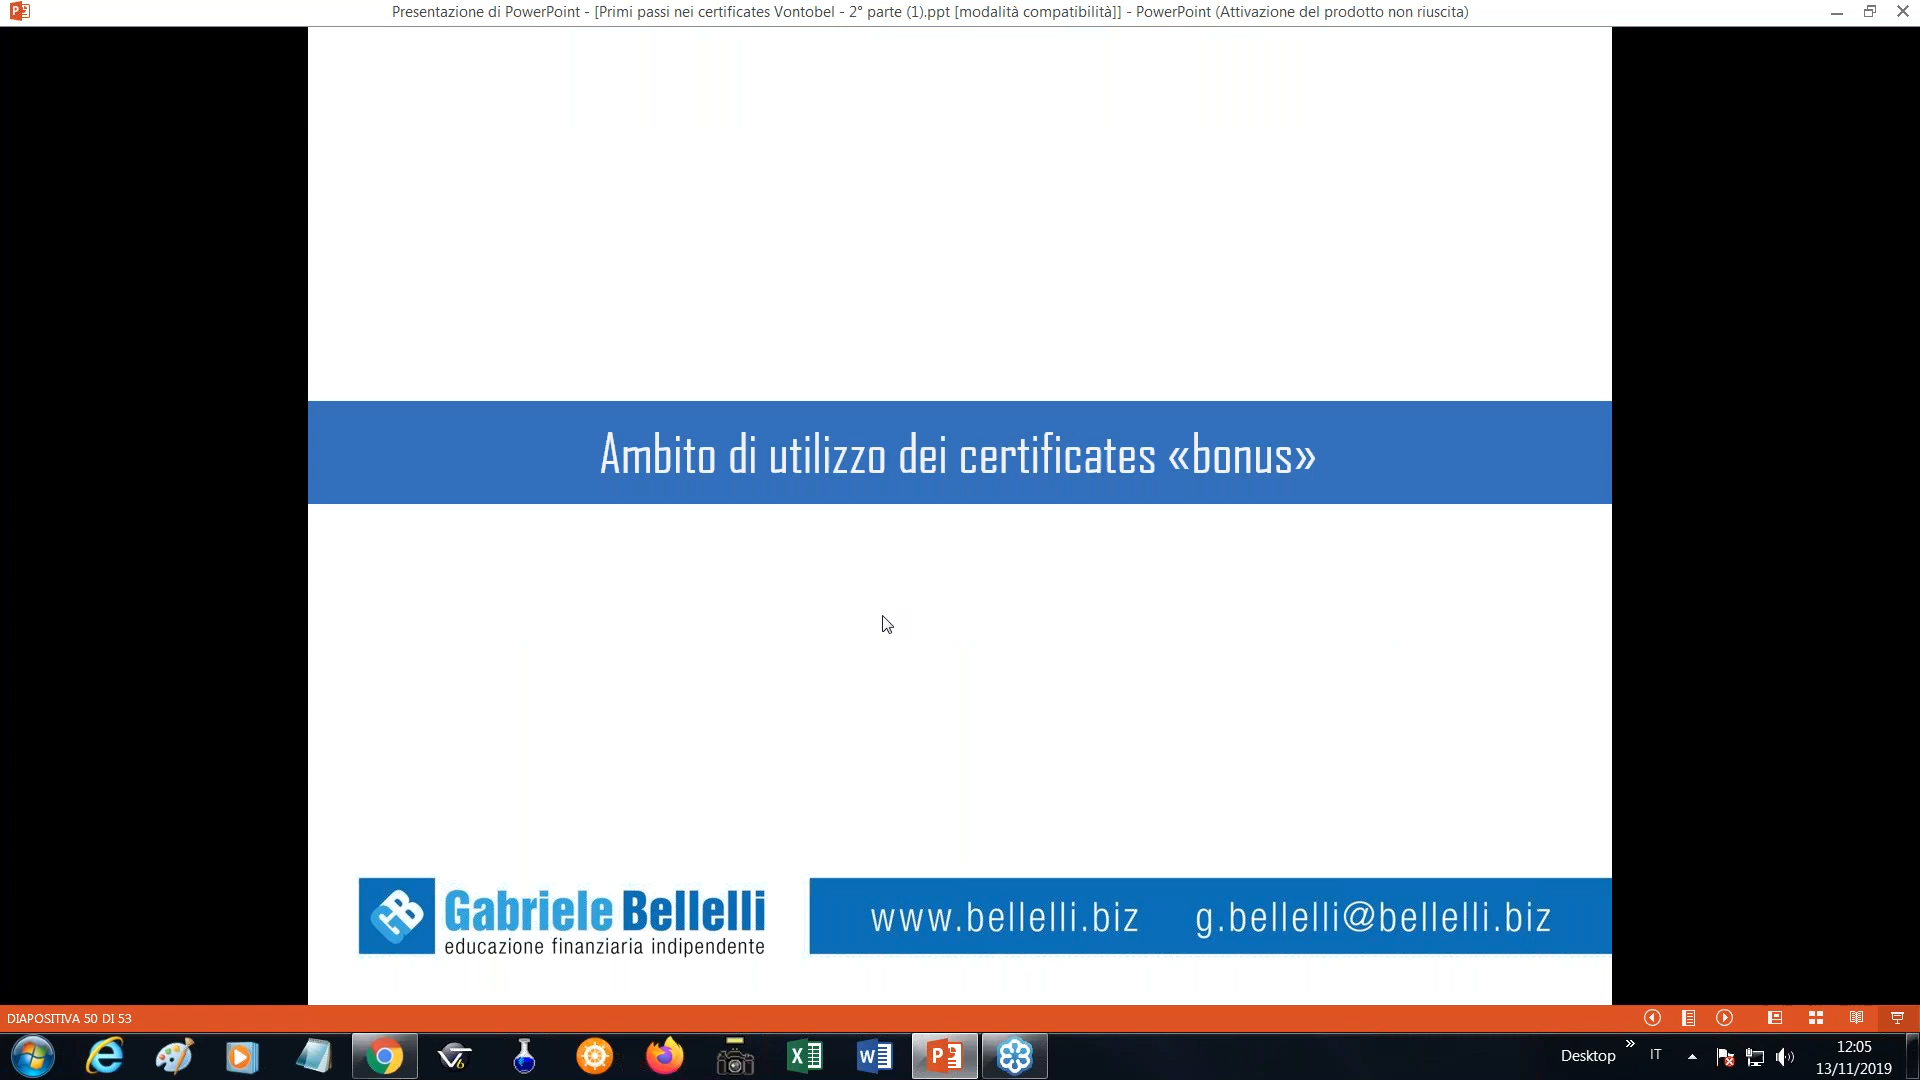 Presentazione di PowerPoint - [Primi passi nei certificates Vontobel - 2° parte (1).ppt [modalità compatibilità]] - PowerPoint (Attivazione del prodotto non riuscita)
Ambito di utilizzo dei certificates «bonus»
Gabriele Bellelli
educazione finanziaria indipendente
www.bellelli.biz g.bellelli@bellelli.biz
DIAPOSITIVA 50 DI 53
Desktop
IT
12:05
13/11/2019